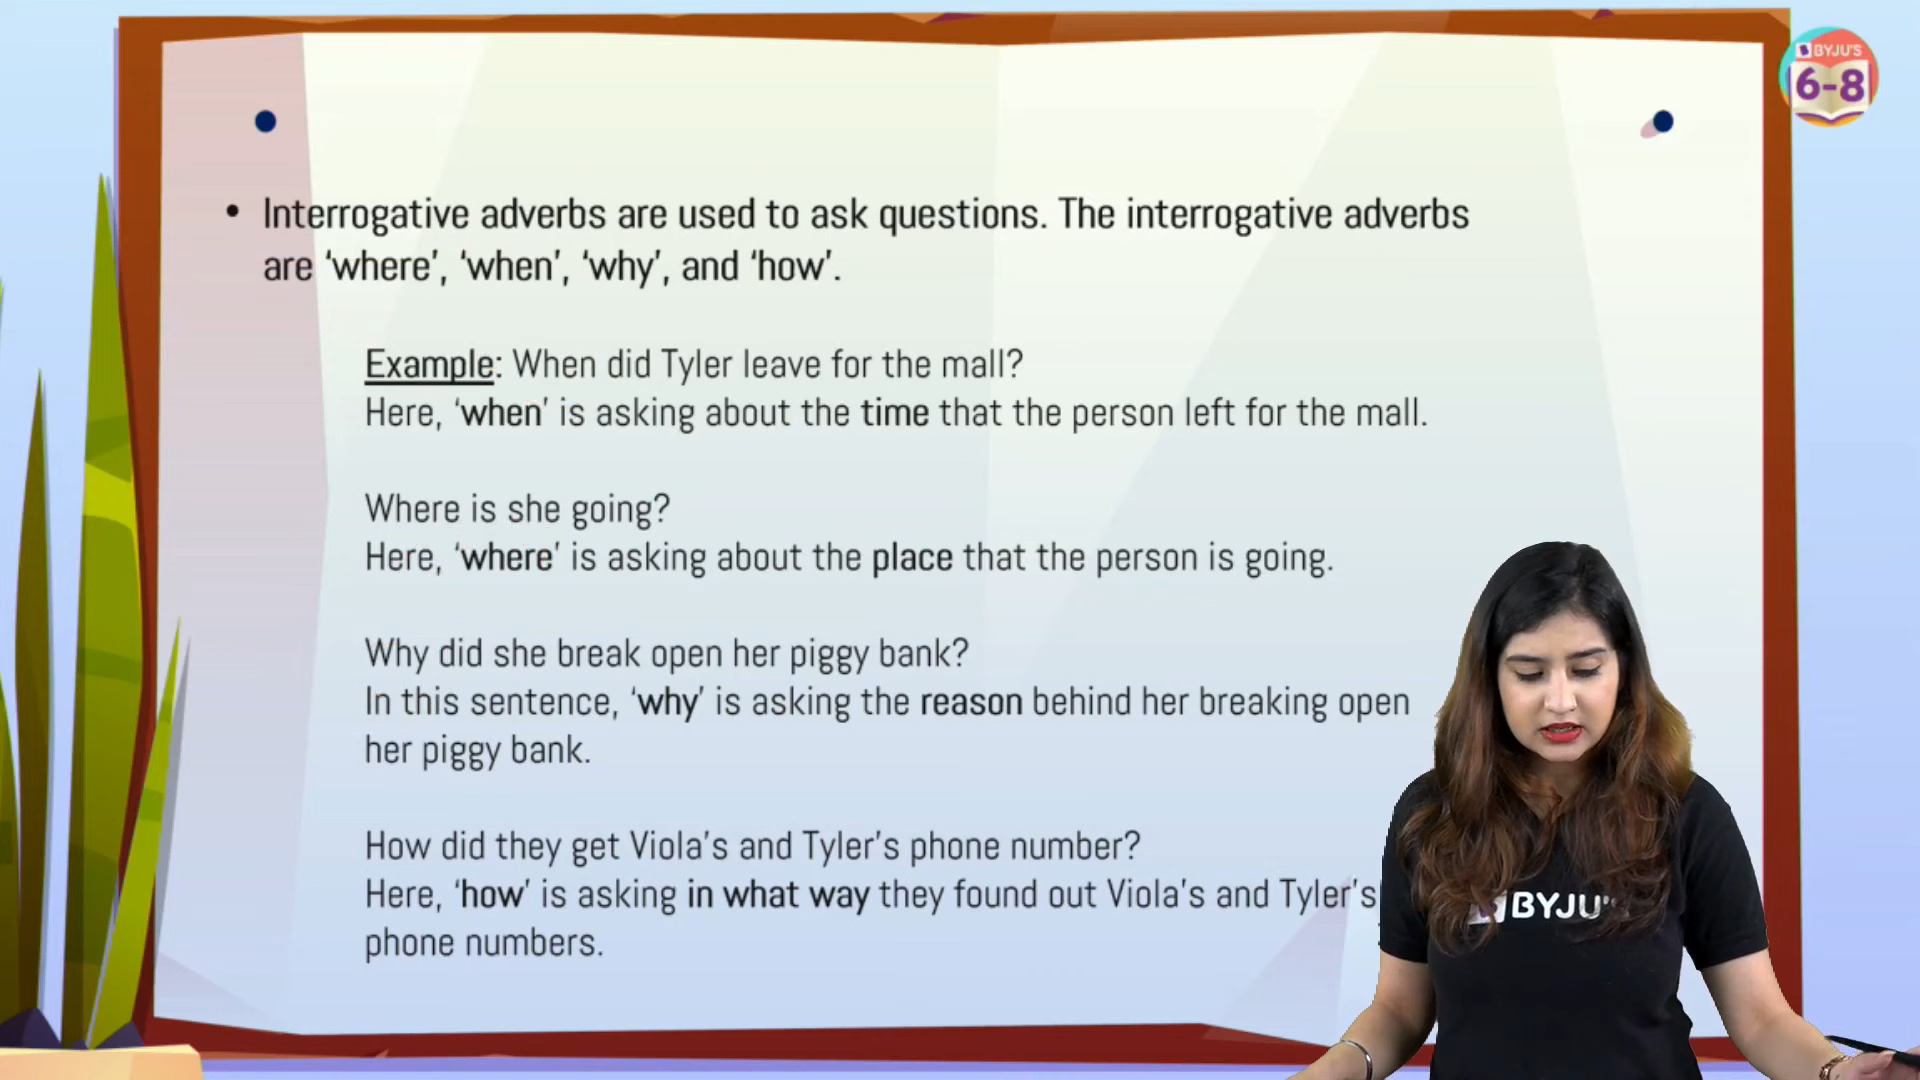 BYJU'S
6-8
• Interrogative adverbs are used to ask questions. The interrogative adverbs
are ‘where’, ‘when’, ‘why’, and ‘how’.
Example: When did Tyler leave for the mall?
Here, ‘when’ is asking about the time that the person left for the mall.
Where is she going?
Here, ‘where’ is asking about the place that the person is going.
Why did she break open her piggy bank?
In this sentence, ‘why’ is asking the reason behind her breaking open
her piggy bank.
How did they get Viola’s and Tyler’s phone number?
Here, ‘how’ is asking in what way they found out Viola’s and Tyler’s
phone numbers.
BYJU'S